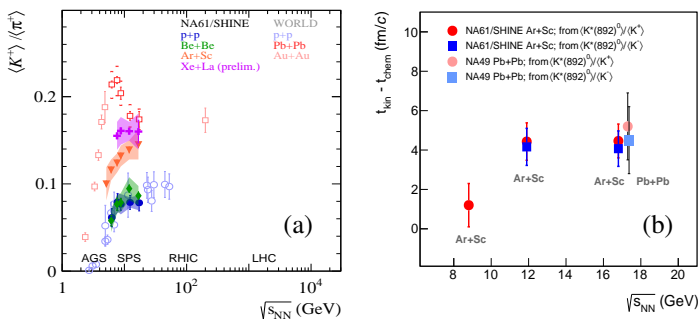 ⟨K⁺⟩/⟨π⁺⟩
NA61/SHINE WORLD
p+p p+p
Be+Be Pb+Pb
Ar+Sc Au+Au
Xe+La (prelim.)
0.2
0.1
0
(a)
AGS SPS RHIC LHC
1 10 10² 10³ 10⁴
√s_NN (GeV)
t_kin - t_chem (fm/c)
NA61/SHINE Ar+Sc; from ⟨K*(892)⁰⟩/⟨K⁺⟩
NA61/SHINE Ar+Sc; from ⟨K*(892)⁰⟩/⟨K⁻⟩
NA49 Pb+Pb; from ⟨K*(892)⁰⟩/⟨K⁺⟩
NA49 Pb+Pb; from ⟨K*(892)⁰⟩/⟨K⁻⟩
10
8
6
4
2
0
Ar+Sc
Ar+Sc Pb+Pb
Ar+Sc
(b)
8 10 12 14 16 18 20
√s_NN (GeV)